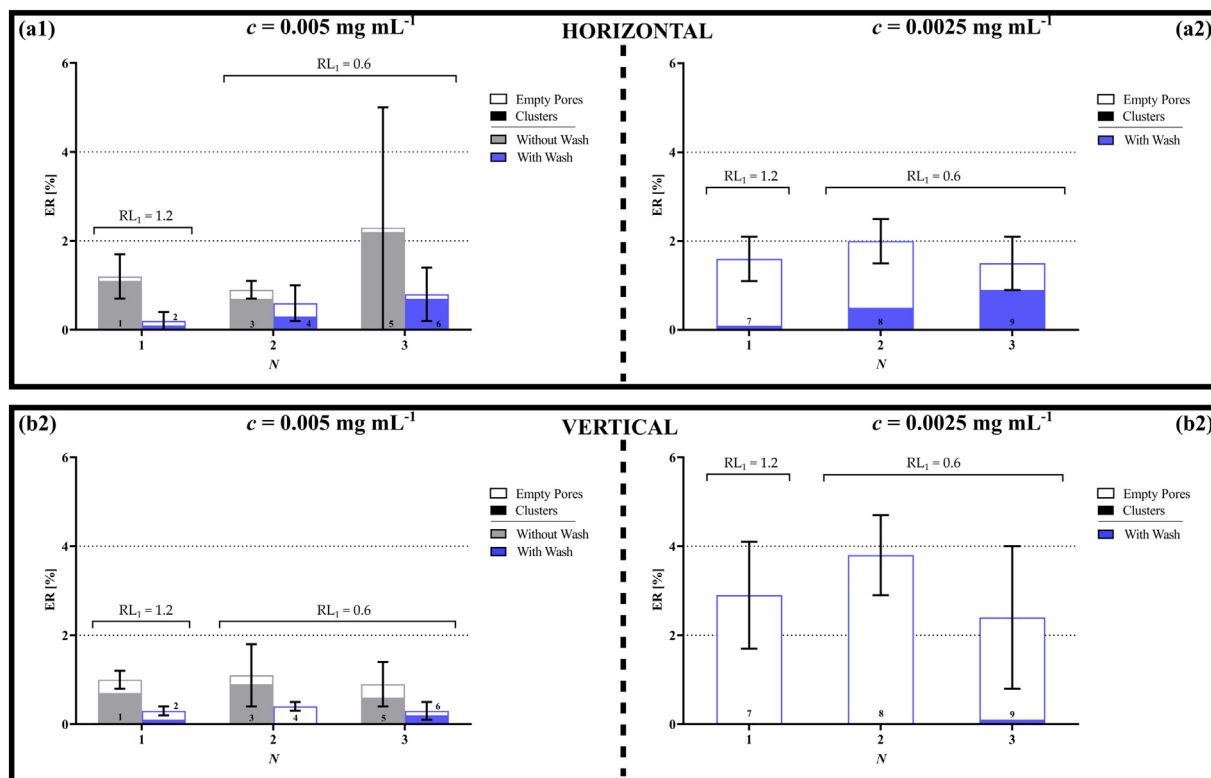 (a1)
c = 0.005 mg mL⁻¹
HORIZONTAL
c = 0.0025 mg mL⁻¹
(a2)
6
4
2
0
ER [%]
RL₁ = 1.2
RL₁ = 0.6
1
2
3
4
5
6
1
2
3
N
Empty Pores
Clusters
Without Wash
With Wash
6
4
2
0
ER [%]
RL₁ = 1.2
RL₁ = 0.6
7
8
9
1
2
3
N
Empty Pores
Clusters
With Wash
(b2)
c = 0.005 mg mL⁻¹
VERTICAL
c = 0.0025 mg mL⁻¹
(b2)
6
4
2
0
ER [%]
RL₁ = 1.2
RL₁ = 0.6
1
2
3
4
5
6
1
2
3
N
Empty Pores
Clusters
Without Wash
With Wash
6
4
2
0
ER [%]
RL₁ = 1.2
RL₁ = 0.6
7
8
9
1
2
3
N
Empty Pores
Clusters
With Wash